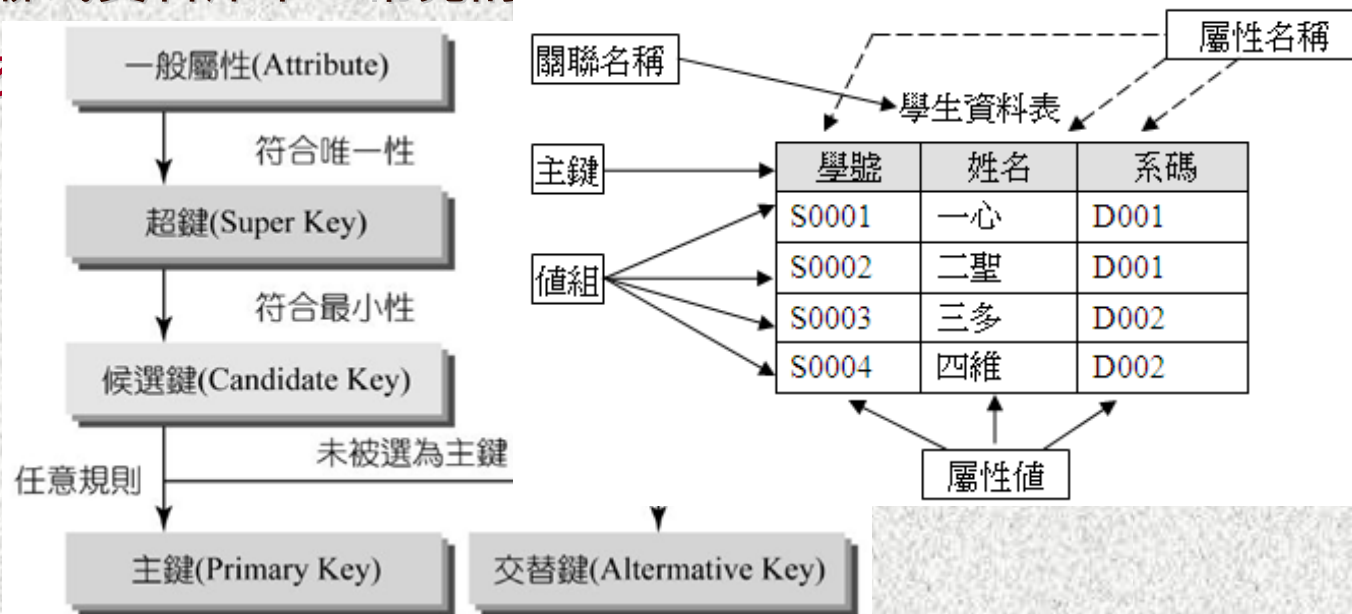 一般屬性(Attribute)
符合唯一性
超鍵(Super Key)
符合最小性
候選鍵(Candidate Key)
未被選為主鍵
任意規則
主鍵(Primary Key)
交替鍵(Altermative Key)
屬性名稱
關聯名稱
學生資料表
主鍵
學號 姓名 系碼
S0001 一心 D001
S0002 二聖 D001
值組
S0003 三多 D002
S0004 四維 D002
屬性值